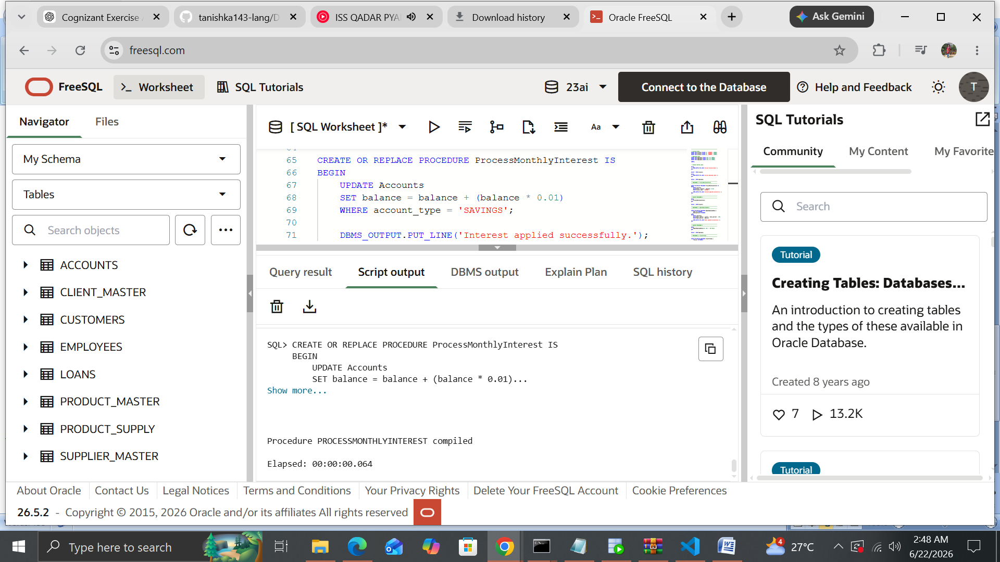 Cognizant Exercise
tanishka143-lang/D
ISS QADAR PYA
Download history
Oracle FreeSQL
Ask Gemini
freesql.com
FreeSQL
Worksheet
SQL Tutorials
23ai
Connect to the Database
Help and Feedback
T
Navigator
Files
My Schema
Tables
Search objects
ACCOUNTS
CLIENT_MASTER
CUSTOMERS
EMPLOYEES
LOANS
PRODUCT_MASTER
PRODUCT_SUPPLY
SUPPLIER_MASTER
[ SQL Worksheet ]*
Aa
65 CREATE OR REPLACE PROCEDURE ProcessMonthlyInterest IS
66 BEGIN
67 UPDATE Accounts
68 SET balance = balance + (balance * 0.01)
69 WHERE account_type = 'SAVINGS';
70
71 DBMS_OUTPUT.PUT_LINE('Interest applied successfully.');
Query result
Script output
DBMS output
Explain Plan
SQL history
SQL> CREATE OR REPLACE PROCEDURE ProcessMonthlyInterest IS
BEGIN
UPDATE Accounts
SET balance = balance + (balance * 0.01)...
Show more...
Procedure PROCESSMONTHLYINTEREST compiled
Elapsed: 00:00:00.064
SQL Tutorials
Community
My Content
My Favorite
Search
Tutorial
Creating Tables: Databases...
An introduction to creating tables
and the types of these available in
Oracle Database.
Created 8 years ago
7
13.2K
Tutorial
About Oracle
Contact Us
Legal Notices
Terms and Conditions
Your Privacy Rights
Delete Your FreeSQL Account
Cookie Preferences
26.5.2 - Copyright © 2015, 2026 Oracle and/or its affiliates All rights reserved
Type here to search
4
27°C
2:48 AM
6/22/2026